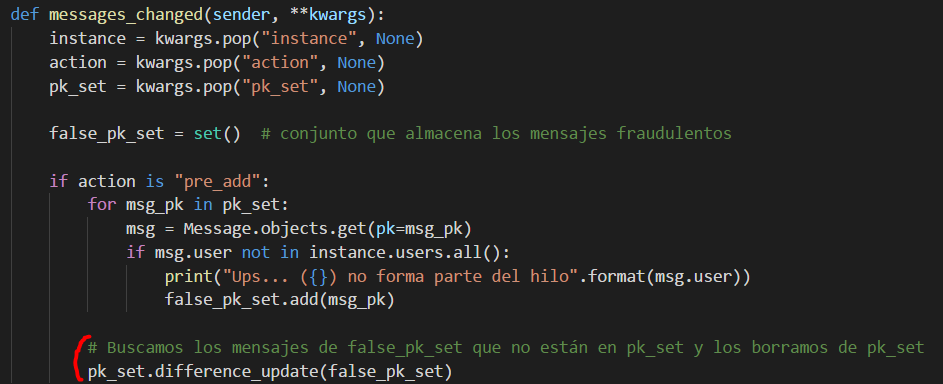 def messages_changed(sender, **kwargs):
instance = kwargs.pop("instance", None)
action = kwargs.pop("action", None)
pk_set = kwargs.pop("pk_set", None)
false_pk_set = set()  # conjunto que almacena los mensajes fraudulentos
if action is "pre_add":
for msg_pk in pk_set:
msg = Message.objects.get(pk=msg_pk)
if msg.user not in instance.users.all():
print("Ups... ({}) no forma parte del hilo".format(msg.user))
false_pk_set.add(msg_pk)
# Buscamos los mensajes de false_pk_set que no están en pk_set y los borramos de pk_set
pk_set.difference_update(false_pk_set)